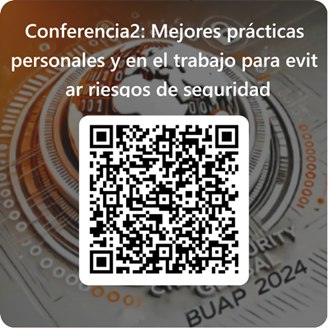 Conferencia2: Mejores prácticas
personales y en el trabajo para evit
ar riesgos de seguridad
BUAP 2024